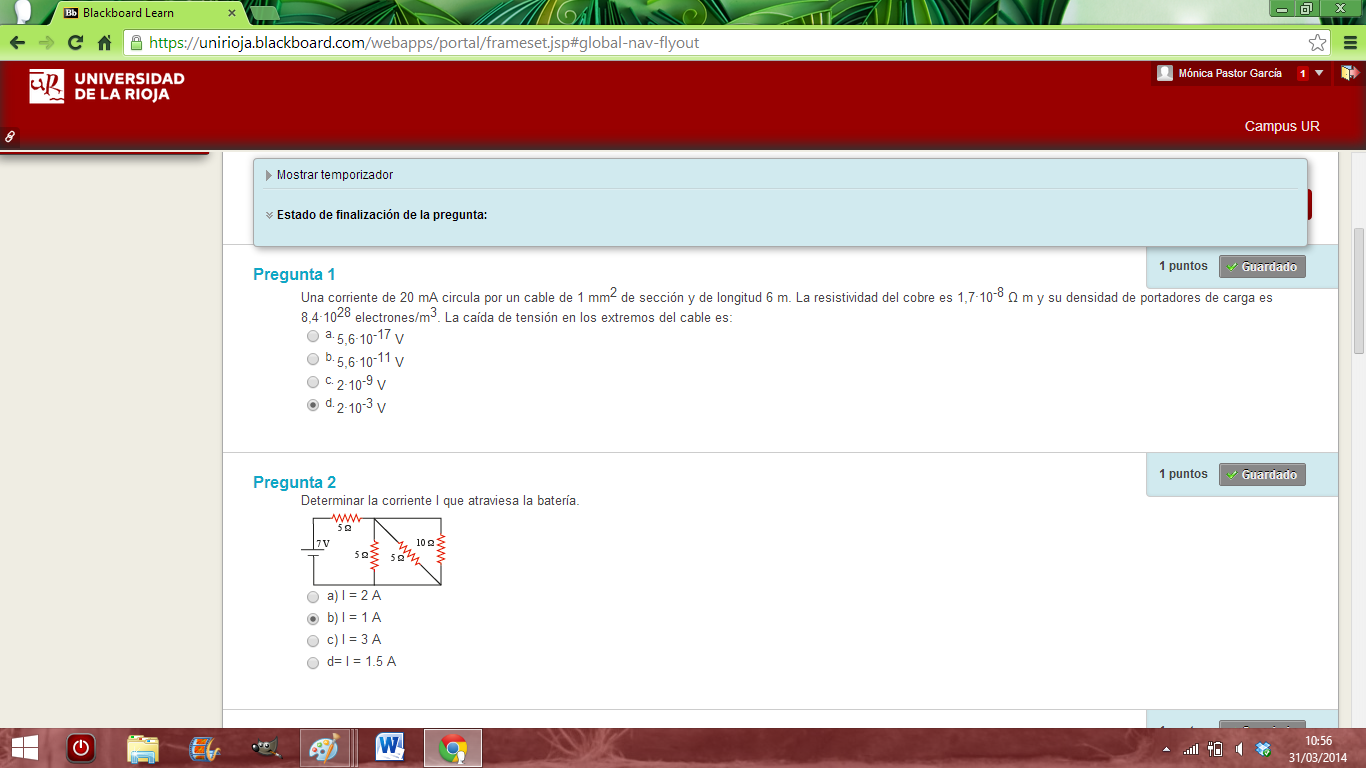 Blackboard Learn
https://unirioja.blackboard.com/webapps/portal/frameset.jsp#global-nav-flyout
UNIVERSIDAD
DE LA RIOJA
Mónica Pastor García 1
Campus UR
Mostrar temporizador
Estado de finalización de la pregunta:
Pregunta 1
1 puntos Guardado
Una corriente de 20 mA circula por un cable de 1 mm2 de sección y de longitud 6 m. La resistividad del cobre es 1,7·10-8 Ω m y su densidad de portadores de carga es
8,4·1028 electrones/m3. La caída de tensión en los extremos del cable es:
a. 5,6·10-17 V
b. 5,6·10-11 V
c. 2·10-9 V
d. 2·10-3 V
Pregunta 2
1 puntos Guardado
Determinar la corriente I que atraviesa la batería.
5 Ω
7 V
5 Ω
5 Ω
10 Ω
a) I = 2 A
b) I = 1 A
c) I = 3 A
d= I = 1.5 A
10:56
31/03/2014